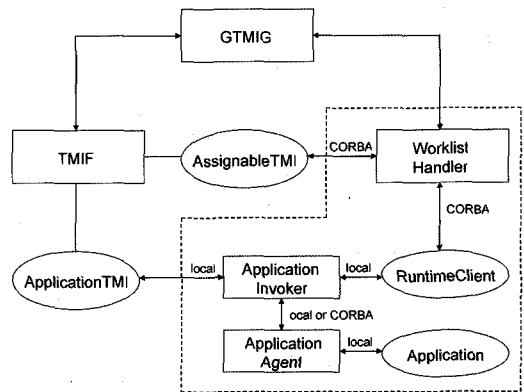 GTMIG
TMIF
AssignableTMI
CORBA
Worklist
Handler
CORBA
ApplicationTMI
local
Application
Invoker
local
RuntimeClient
ocal or CORBA
Application
Agent
local
Application